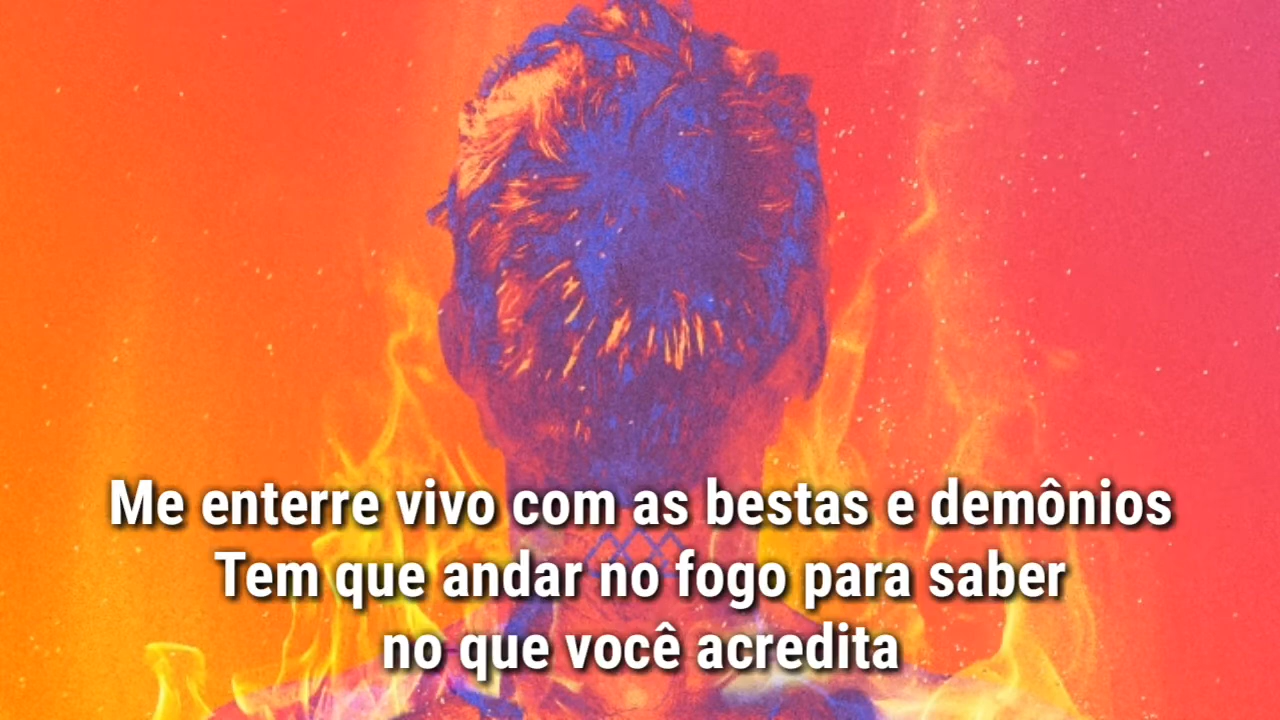 Me enterre vivo com as bestas e demônios
Tem que andar no fogo para saber
no que você acredita